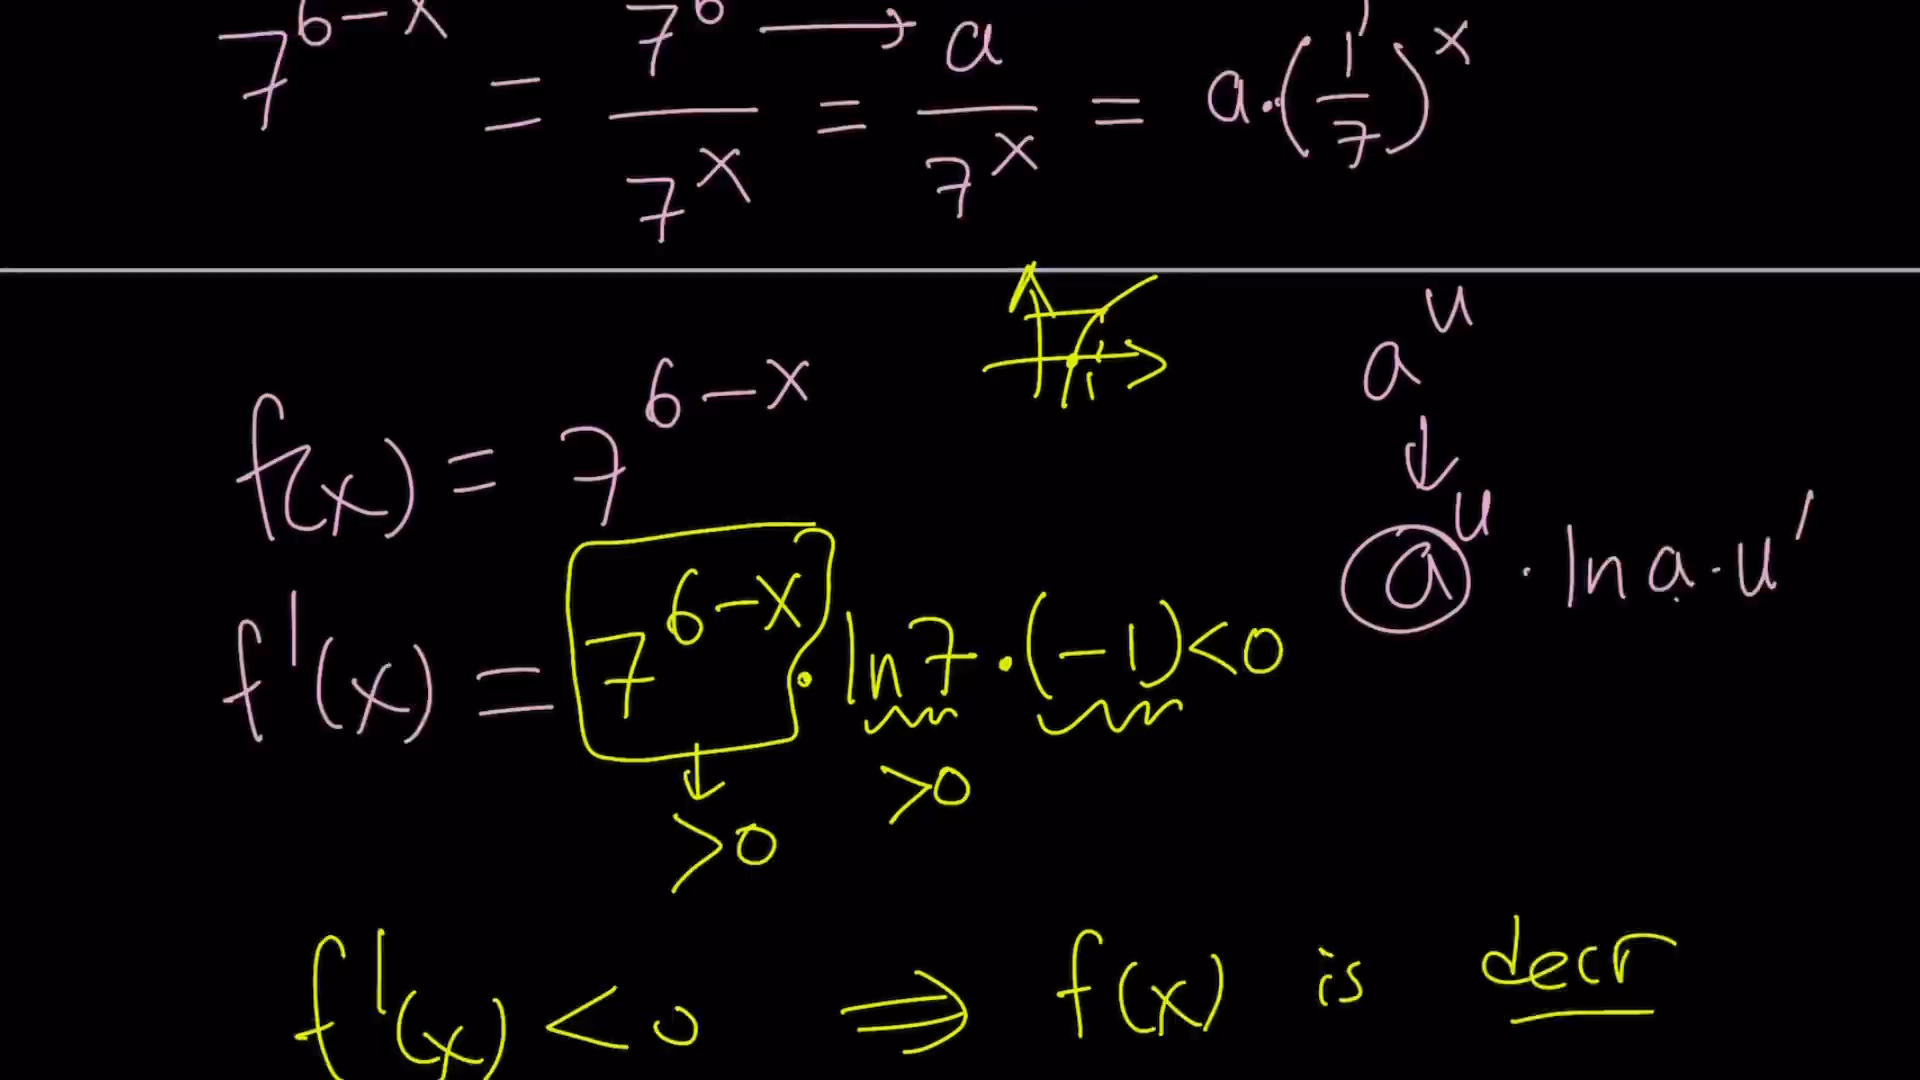 7^{6-x} = 7^6/7^x → a/7^x = a·(1/7)^x
a^u
f(x) = 7^{6-x}
↓
a^u · ln a · u'
f'(x) = 7^{6-x} · ln7 · (-1) < 0
↓ >0
>0
f'(x) < 0 ⇒ f(x) is decr